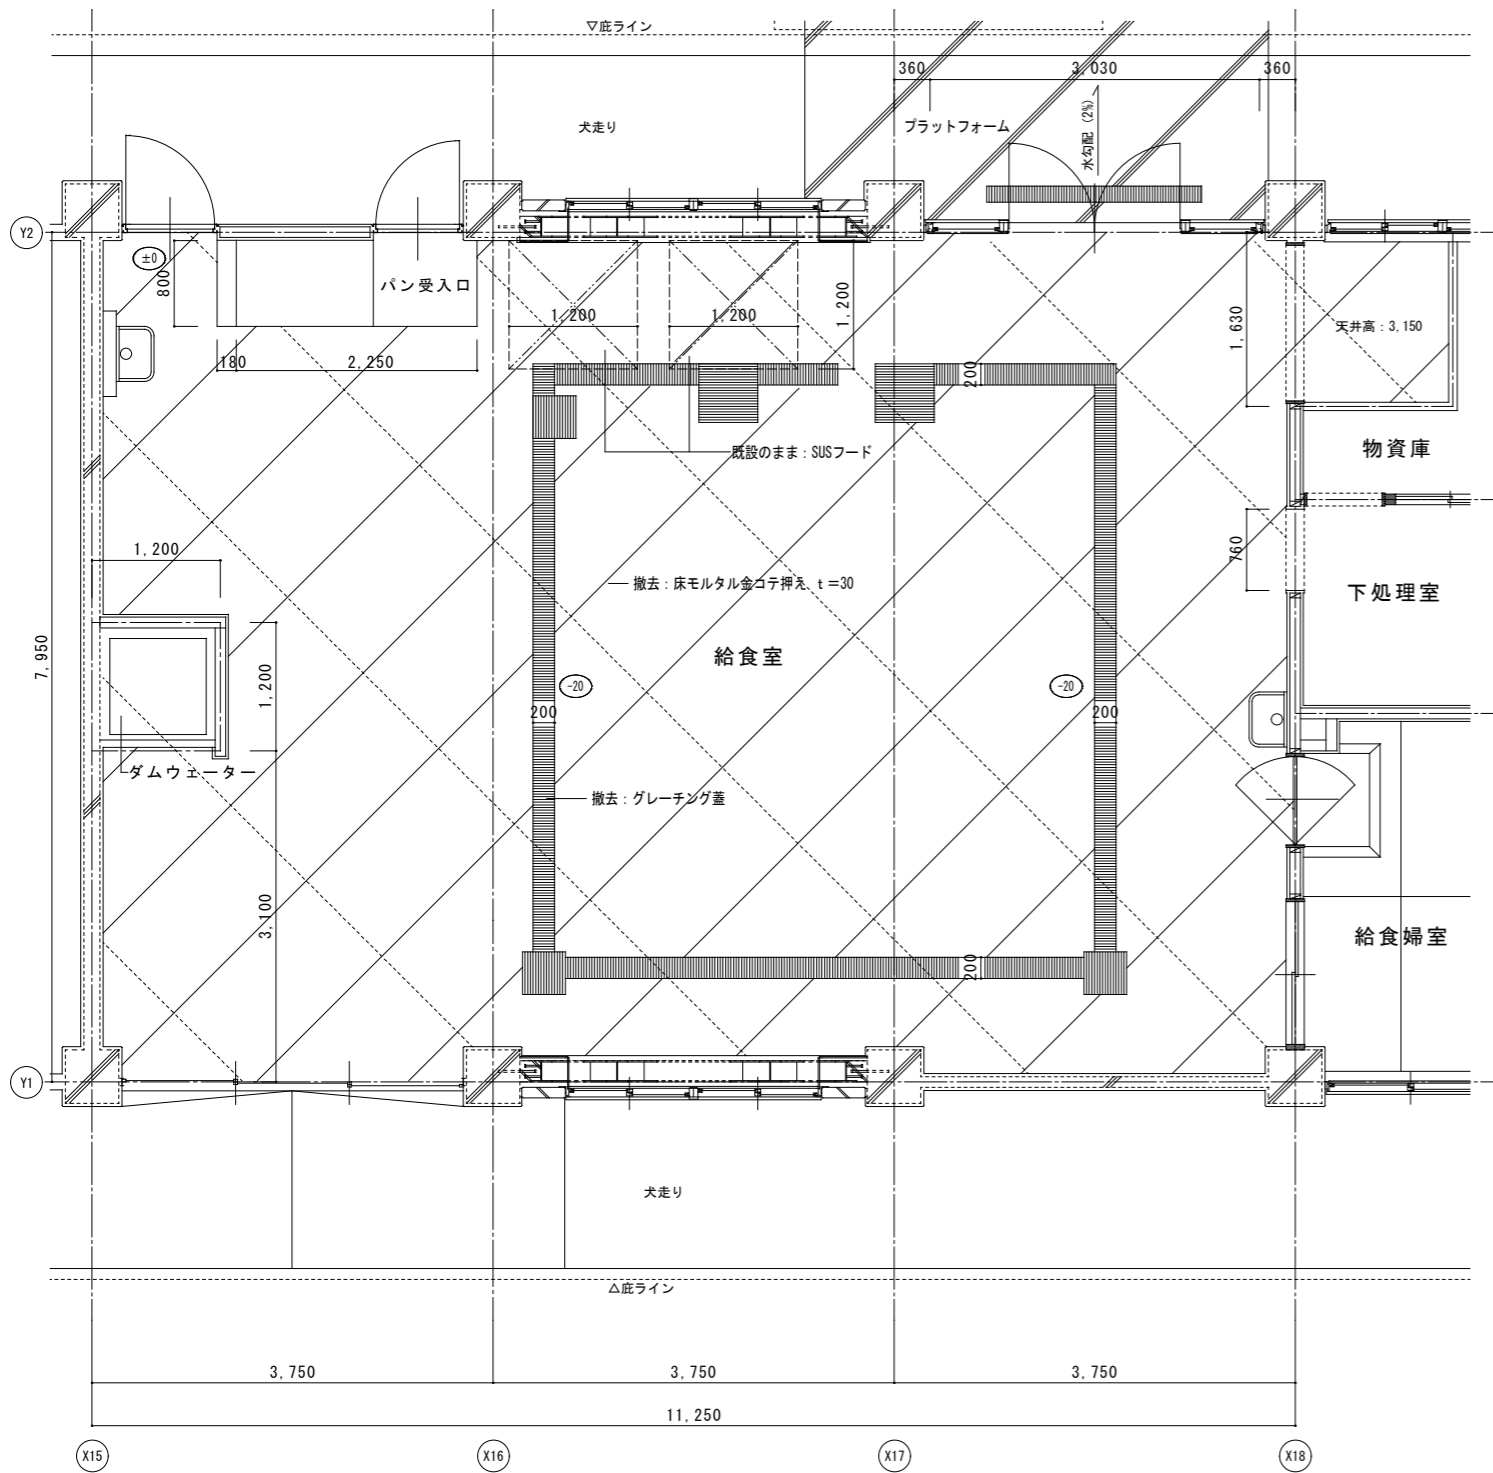 ▽庇ライン
360
3,030
360
犬走り
プラットフォーム
水勾配 (2%)
Y2
±0
800
パン受入口
1,200
1,200
1,200
1,630
天井高：3,150
180
2,250
200
既設のまま：SUSフード
物資庫
1,200
撤去：床モルタル金コテ押え t＝30
760
下処理室
7,950
給食室
1,200
-20
-20
200
200
ダムウェーター
撤去：グレーチング蓋
3,100
給食婦室
200
Y1
犬走り
△庇ライン
3,750
3,750
3,750
11,250
X15
X16
X17
X18